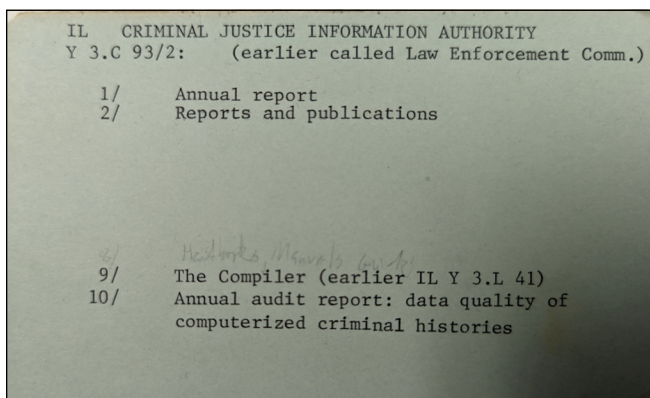 IL CRIMINAL JUSTICE INFORMATION AUTHORITY
Y 3.C 93/2: (earlier called Law Enforcement Comm.)
1/ Annual report
2/ Reports and publications
Manuals
9/ The Compiler (earlier IL Y 3.L 41)
10/ Annual audit report: data quality of
computerized criminal histories